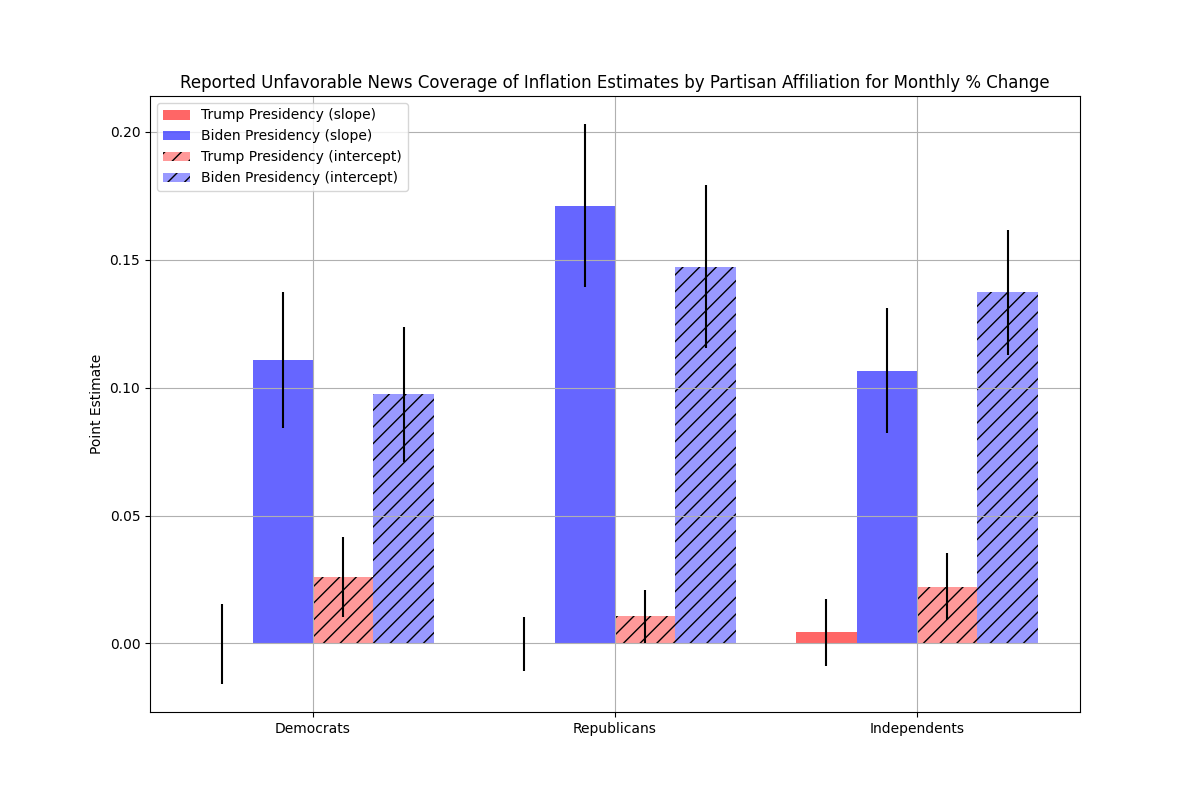 Reported Unfavorable News Coverage of Inflation Estimates by Partisan Affiliation for Monthly % Change
Trump Presidency (slope)
Biden Presidency (slope)
Trump Presidency (intercept)
Biden Presidency (intercept)
Point Estimate
0.20
0.15
0.10
0.05
0.00
Democrats
Republicans
Independents